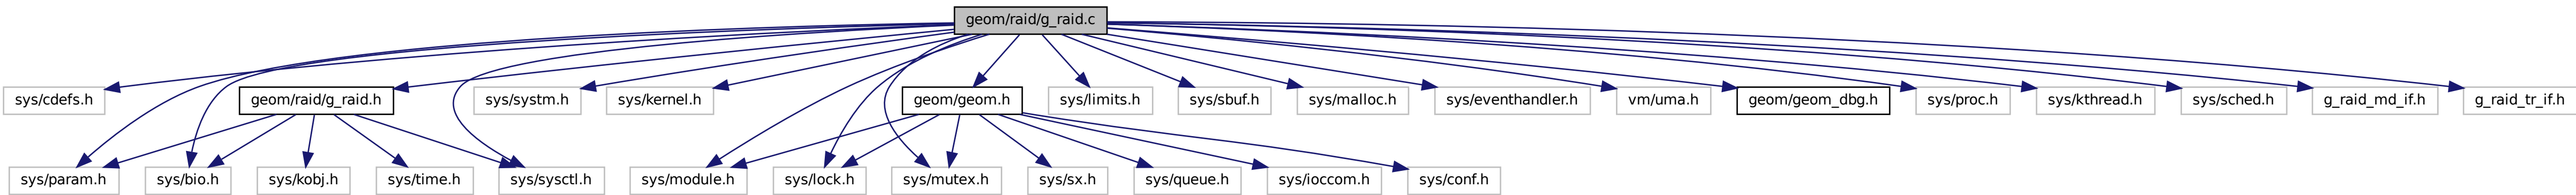 geom/raid/g_raid.c
sys/cdefs.h
geom/raid/g_raid.h
sys/systm.h
sys/kernel.h
geom/geom.h
sys/limits.h
sys/sbuf.h
sys/malloc.h
sys/eventhandler.h
vm/uma.h
geom/geom_dbg.h
sys/proc.h
sys/kthread.h
sys/sched.h
g_raid_md_if.h
g_raid_tr_if.h
sys/param.h
sys/bio.h
sys/kobj.h
sys/time.h
sys/sysctl.h
sys/module.h
sys/lock.h
sys/mutex.h
sys/sx.h
sys/queue.h
sys/ioccom.h
sys/conf.h